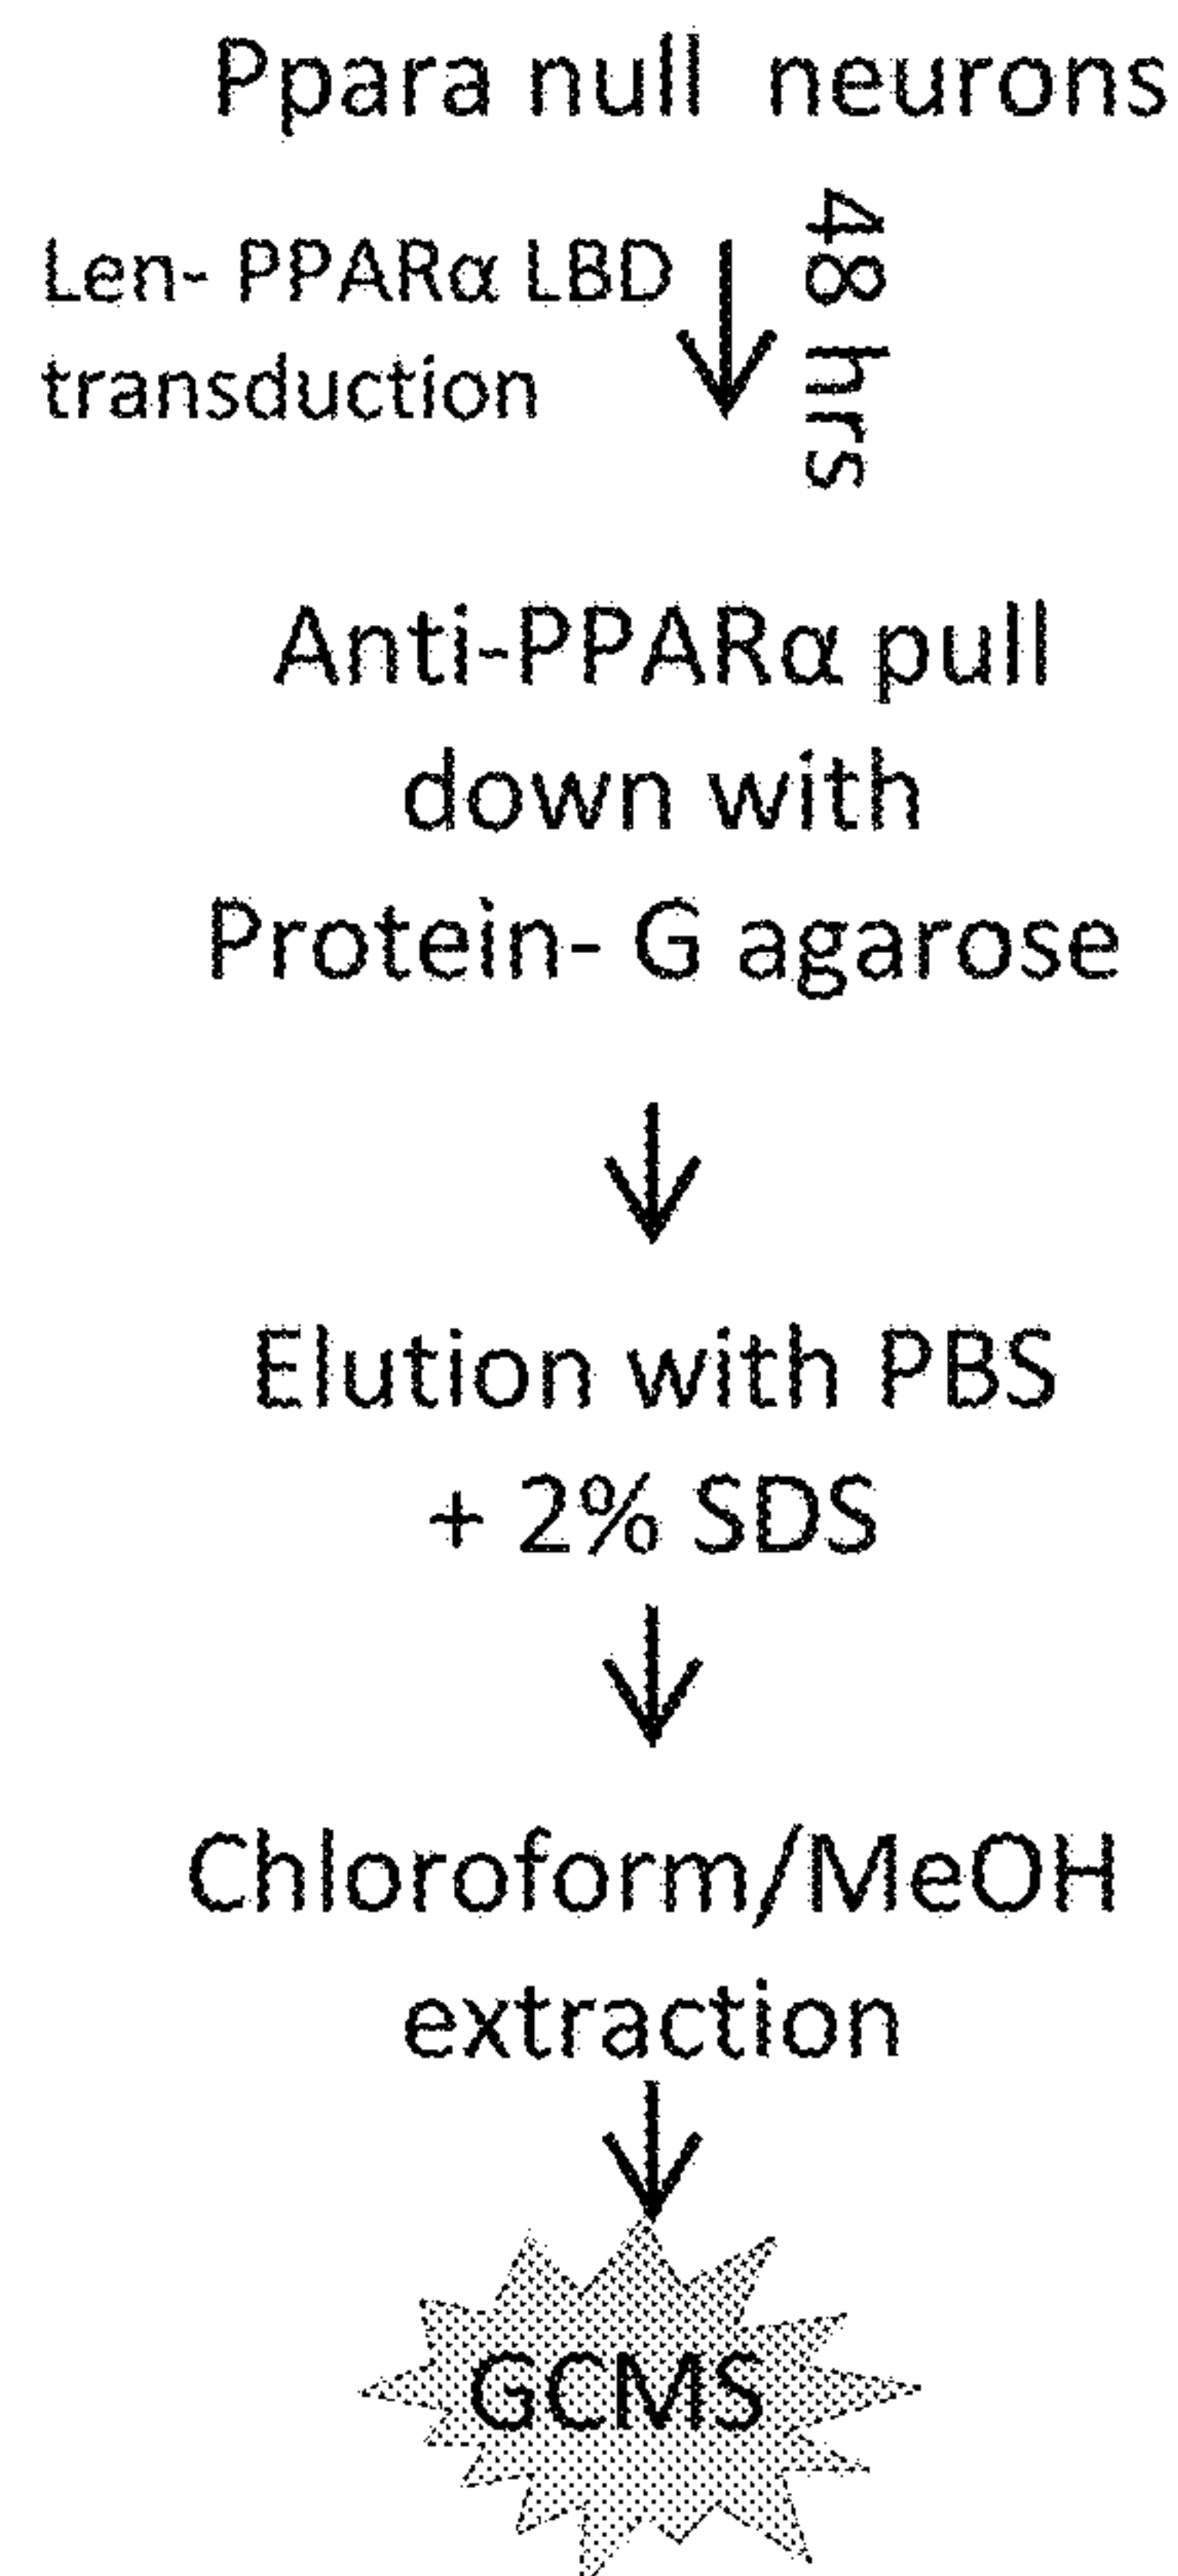 Ppara null neurons
Len- PPARα LBD
transduction
48 hrs
Anti-PPARα pull
down with
Protein- G agarose
Elution with PBS
+ 2% SDS
Chloroform/MeOH
extraction
GCMS